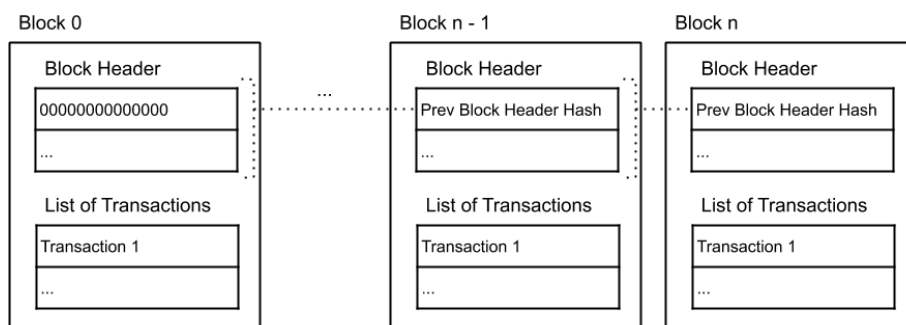 Block 0
Block Header
00000000000000
...
List of Transactions
Transaction 1
...
...
Block n - 1
Block Header
Prev Block Header Hash
...
List of Transactions
Transaction 1
...
Block n
Block Header
Prev Block Header Hash
...
List of Transactions
Transaction 1
...